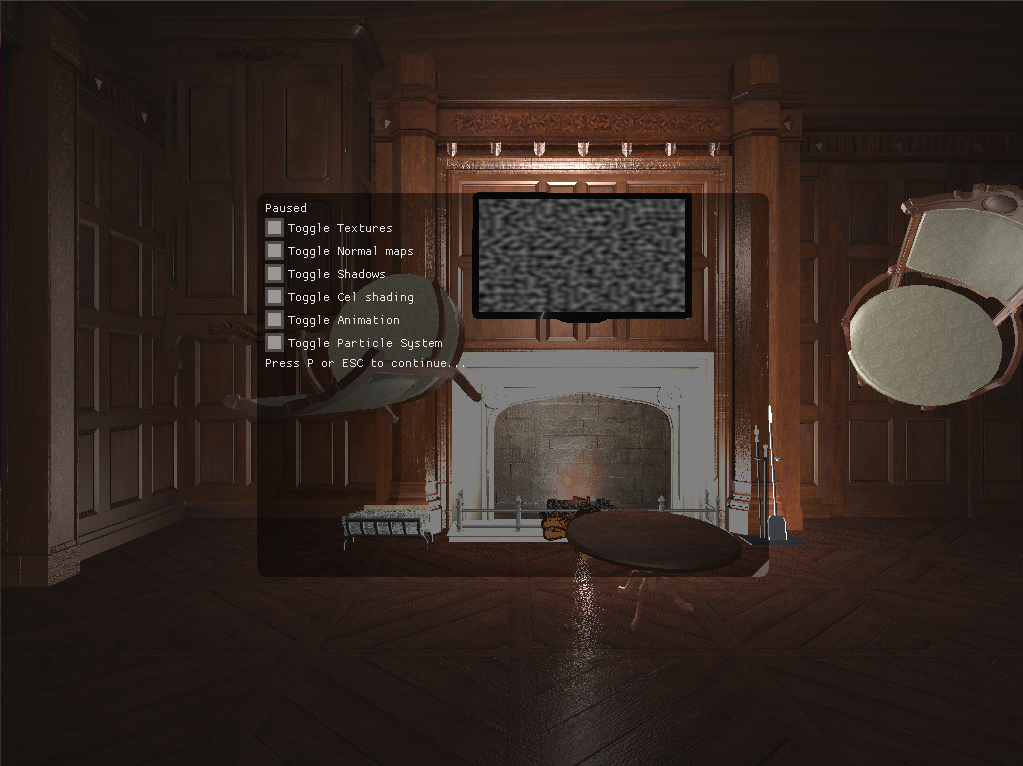 Paused
Toggle Textures
Toggle Normal maps
Toggle Shadows
Toggle Cel shading
Toggle Animation
Toggle Particle System
Press P or ESC to continue...